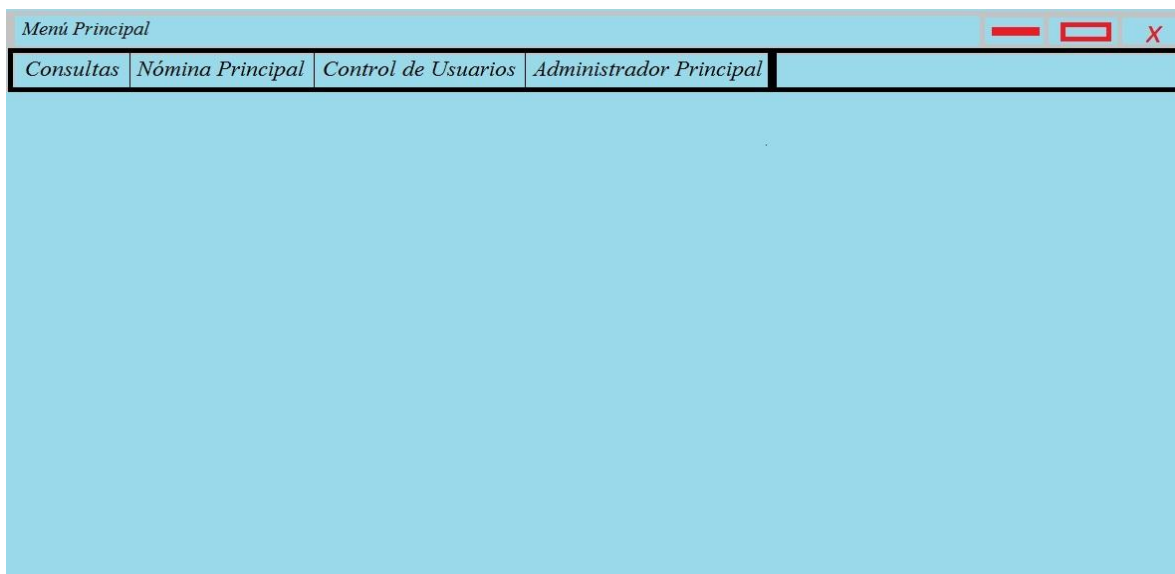 Menú Principal
X
Consultas Nómina Principal Control de Usuarios Administrador Principal